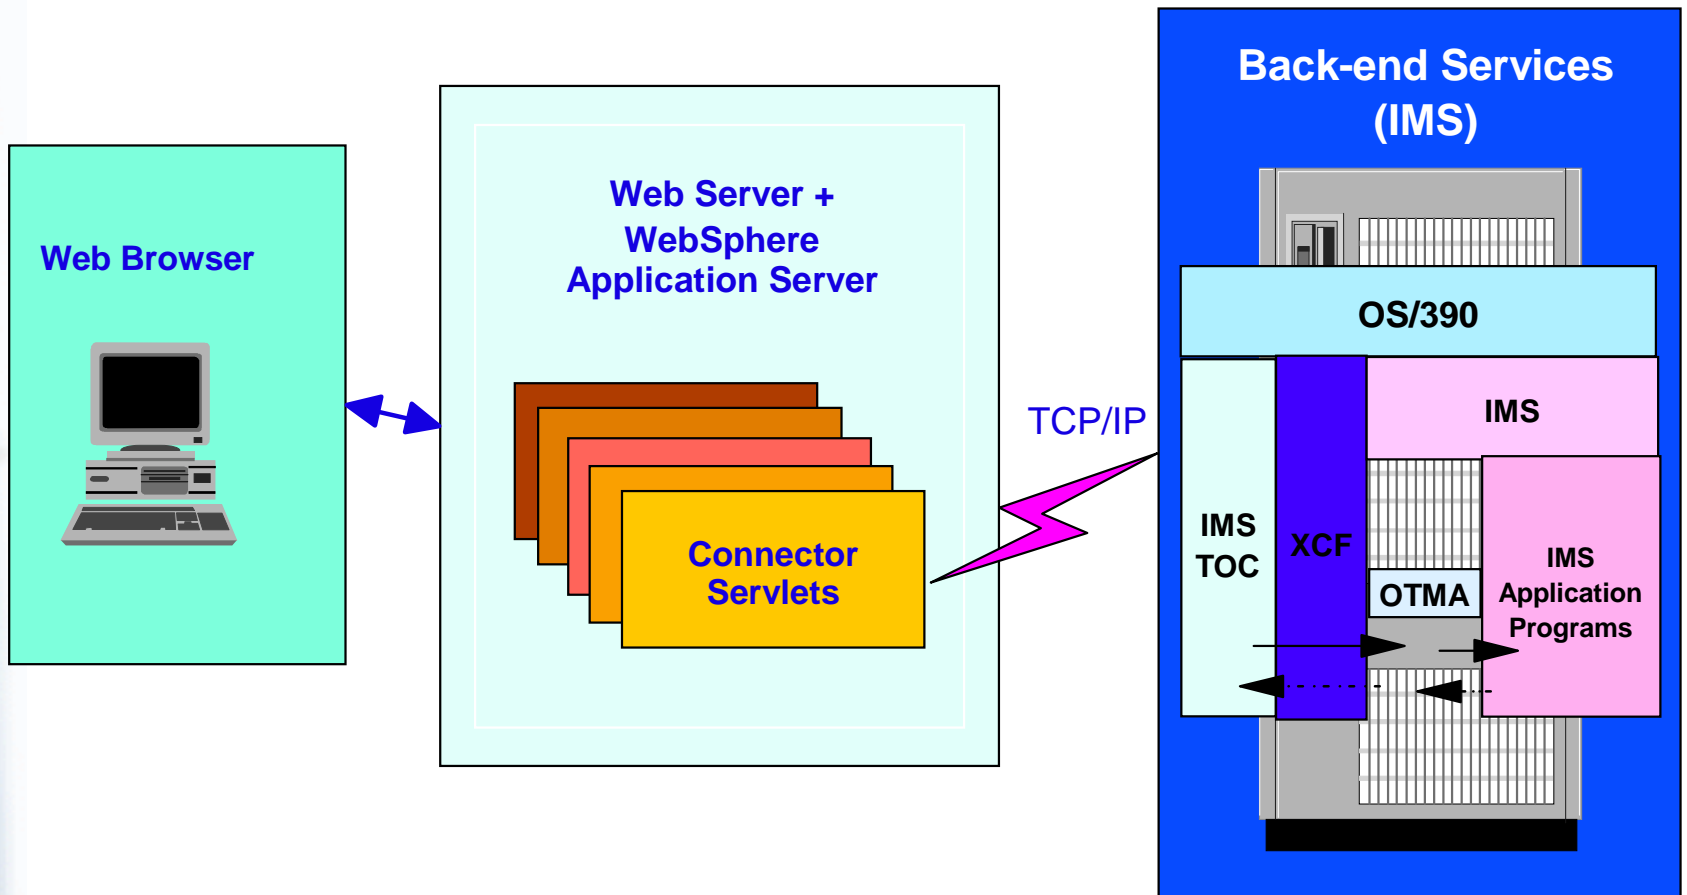 Web Browser
Web Server +
WebSphere
Application Server
Connector
Servlets
TCP/IP
Back-end Services
(IMS)
OS/390
IMS
IMS
TOC
XCF
OTMA
IMS
Application
Programs